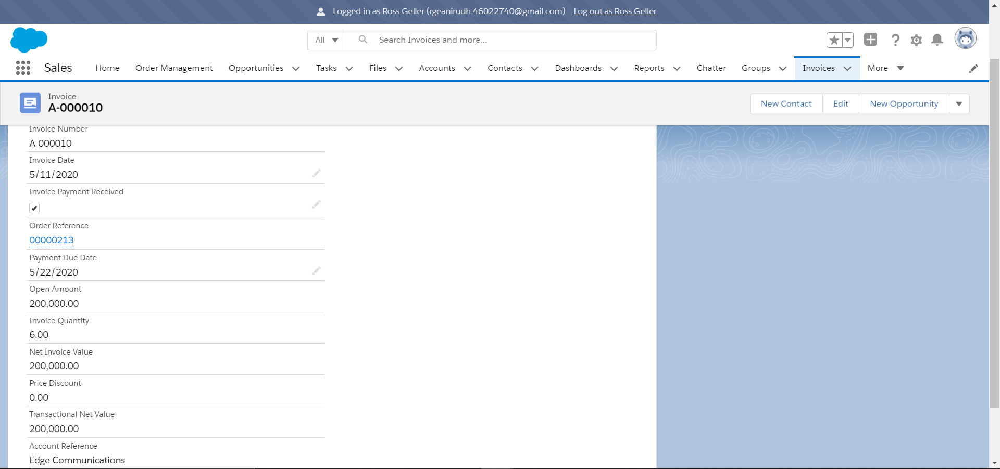 Logged in as Ross Geller (rgeanirudh.46022740@gmail.com) Log out as Ross Geller
All Search Invoices and more...
Sales Home Order Management Opportunities Tasks Files Accounts Contacts Dashboards Reports Chatter Groups Invoices More
Invoice
A-000010
New Contact Edit New Opportunity
Invoice Number
A-000010
Invoice Date
5/11/2020
Invoice Payment Received
Order Reference
00000213
Payment Due Date
5/22/2020
Open Amount
200,000.00
Invoice Quantity
6.00
Net Invoice Value
200,000.00
Price Discount
0.00
Transactional Net Value
200,000.00
Account Reference
Edge Communications